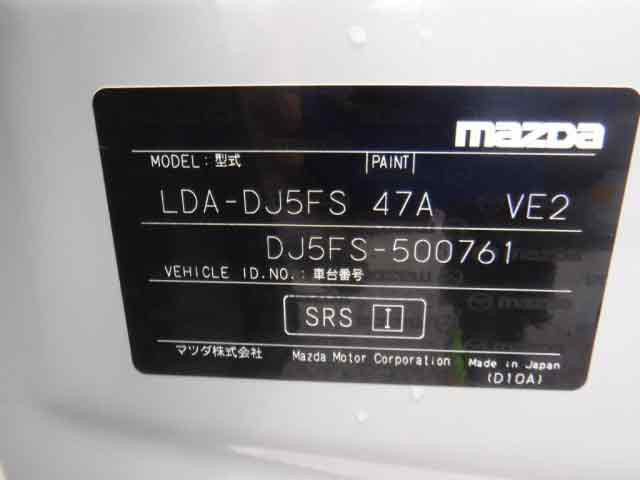 mazda
MODEL:型式 PAINT
LDA-DJ5FS 47A VE2
DJ5FS-500761
VEHICLE ID.NO.:車台番号
SRS I
マツダ株式会社 Mazda Motor Corporation Made in Japan
(D10A)